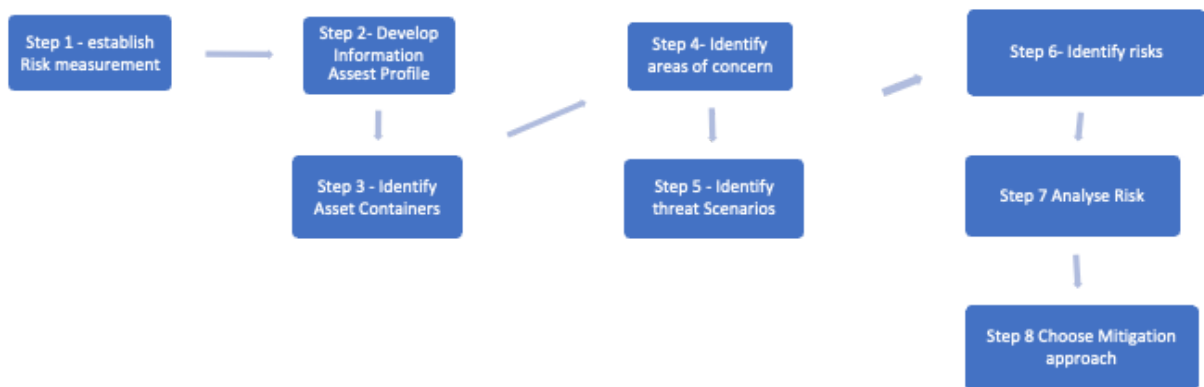 Step 1 - establish
Risk measurement
Step 2- Develop
Information
Assest Profile
Step 3 - Identify
Asset Containers
Step 4- Identify
areas of concern
Step 5 - Identify
threat Scenarios
Step 6- Identify risks
Step 7 Analyse Risk
Step 8 Choose Mitigation
approach